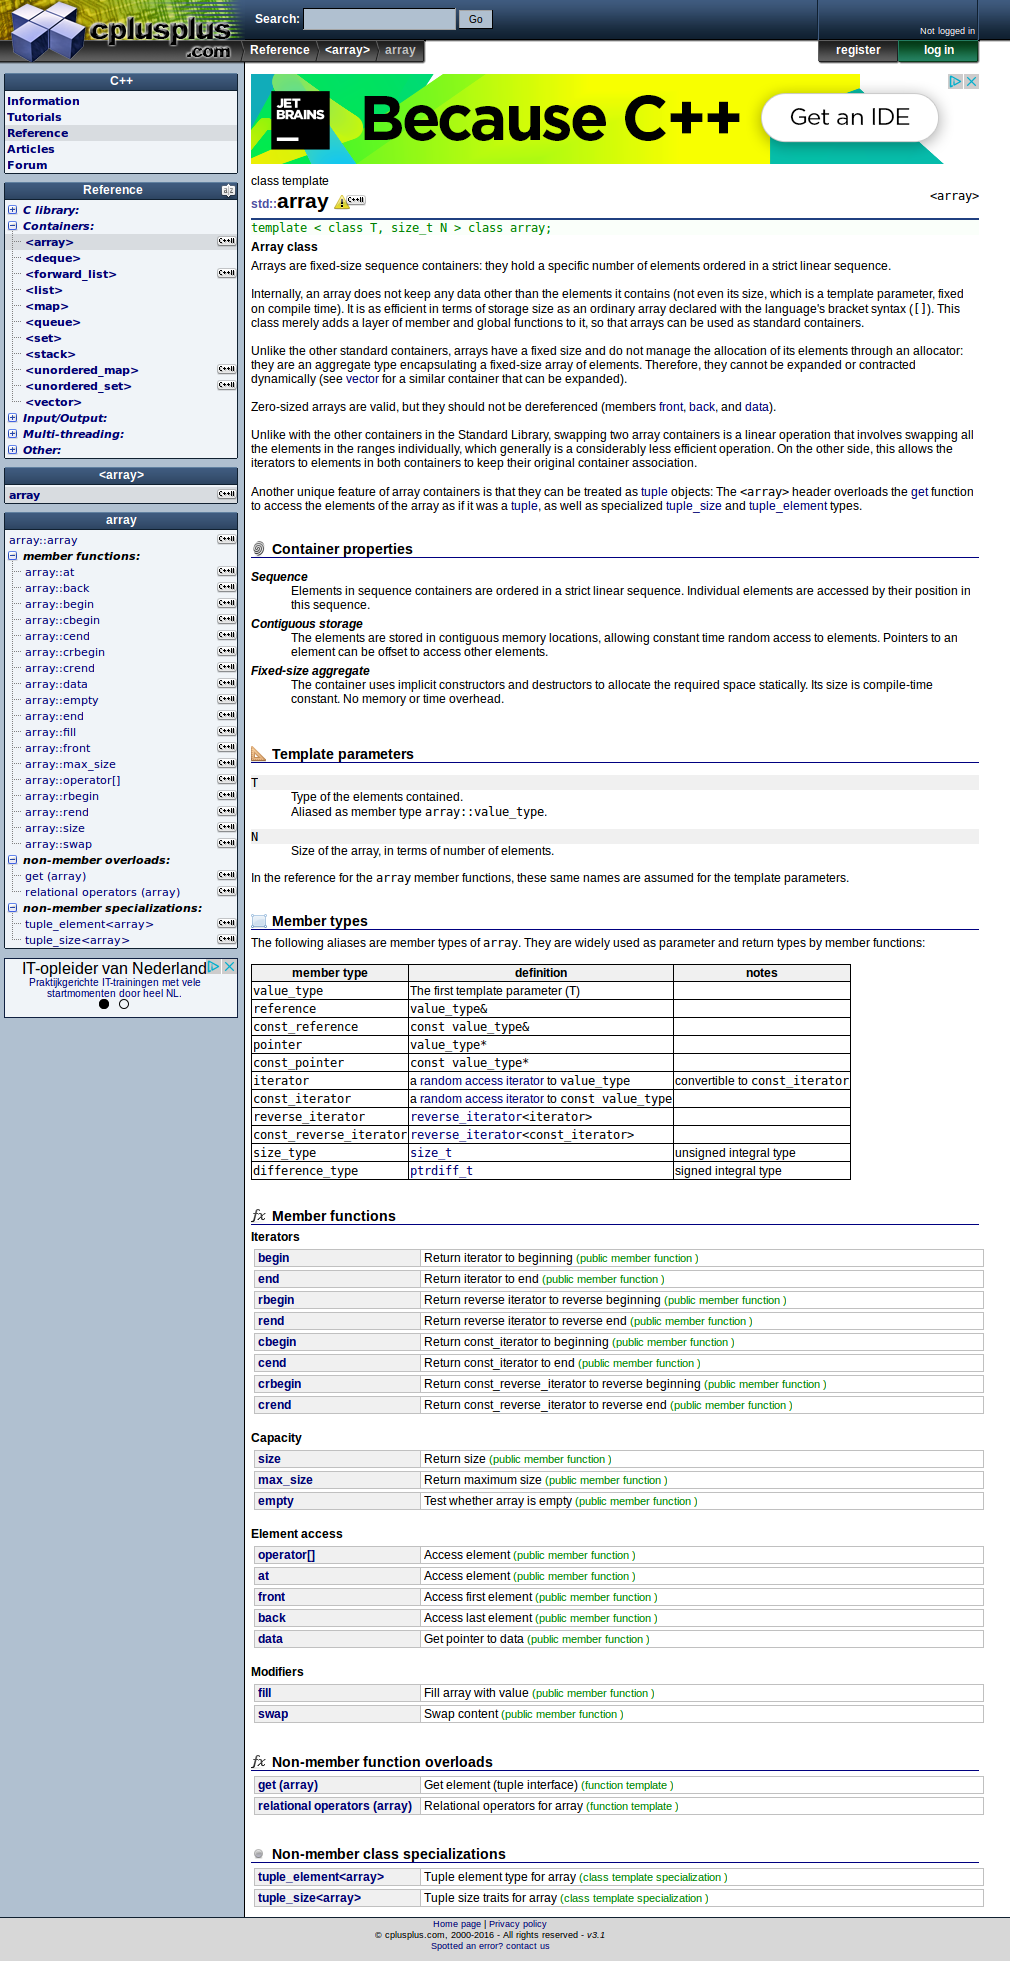 cplusplus
.com
Search:
Go
Not logged in
Reference <array> array
register log in
C++
Information
Tutorials
Reference
Articles
Forum
Reference
C library:
Containers:
<array> C++11
<deque>
<forward_list> C++11
<list>
<map>
<queue>
<set>
<stack>
<unordered_map> C++11
<unordered_set> C++11
<vector>
Input/Output:
Multi-threading:
Other:
<array>
array C++11
array
array::array C++11
member functions:
array::at C++11
array::back C++11
array::begin C++11
array::cbegin C++11
array::cend C++11
array::crbegin C++11
array::crend C++11
array::data C++11
array::empty C++11
array::end C++11
array::fill C++11
array::front C++11
array::max_size C++11
array::operator[] C++11
array::rbegin C++11
array::rend C++11
array::size C++11
array::swap C++11
non-member overloads:
get (array) C++11
relational operators (array) C++11
non-member specializations:
tuple_element<array> C++11
tuple_size<array> C++11
IT-opleider van Nederland
Praktijkgerichte IT-trainingen met vele
startmomenten door heel NL.
JET
BRAINS
Because C++
Get an IDE
class template
std::array C++11
<array>
template < class T, size_t N > class array;
Array class
Arrays are fixed-size sequence containers: they hold a specific number of elements ordered in a strict linear sequence.
Internally, an array does not keep any data other than the elements it contains (not even its size, which is a template parameter, fixed
on compile time). It is as efficient in terms of storage size as an ordinary array declared with the language's bracket syntax ([]). This
class merely adds a layer of member and global functions to it, so that arrays can be used as standard containers.
Unlike the other standard containers, arrays have a fixed size and do not manage the allocation of its elements through an allocator:
they are an aggregate type encapsulating a fixed-size array of elements. Therefore, they cannot be expanded or contracted
dynamically (see vector for a similar container that can be expanded).
Zero-sized arrays are valid, but they should not be dereferenced (members front, back, and data).
Unlike with the other containers in the Standard Library, swapping two array containers is a linear operation that involves swapping all
the elements in the ranges individually, which generally is a considerably less efficient operation. On the other side, this allows the
iterators to elements in both containers to keep their original container association.
Another unique feature of array containers is that they can be treated as tuple objects: The <array> header overloads the get function
to access the elements of the array as if it was a tuple, as well as specialized tuple_size and tuple_element types.
Container properties
Sequence
Elements in sequence containers are ordered in a strict linear sequence. Individual elements are accessed by their position in
this sequence.
Contiguous storage
The elements are stored in contiguous memory locations, allowing constant time random access to elements. Pointers to an
element can be offset to access other elements.
Fixed-size aggregate
The container uses implicit constructors and destructors to allocate the required space statically. Its size is compile-time
constant. No memory or time overhead.
Template parameters
T
Type of the elements contained.
Aliased as member type array::value_type.
N
Size of the array, in terms of number of elements.
In the reference for the array member functions, these same names are assumed for the template parameters.
Member types
The following aliases are member types of array. They are widely used as parameter and return types by member functions:
member type definition notes
value_type The first template parameter (T)
reference value_type&
const_reference const value_type&
pointer value_type*
const_pointer const value_type*
iterator a random access iterator to value_type convertible to const_iterator
const_iterator a random access iterator to const value_type
reverse_iterator reverse_iterator<iterator>
const_reverse_iterator reverse_iterator<const_iterator>
size_type size_t unsigned integral type
difference_type ptrdiff_t signed integral type
fx Member functions
Iterators
begin Return iterator to beginning (public member function )
end Return iterator to end (public member function )
rbegin Return reverse iterator to reverse beginning (public member function )
rend Return reverse iterator to reverse end (public member function )
cbegin Return const_iterator to beginning (public member function )
cend Return const_iterator to end (public member function )
crbegin Return const_reverse_iterator to reverse beginning (public member function )
crend Return const_reverse_iterator to reverse end (public member function )
Capacity
size Return size (public member function )
max_size Return maximum size (public member function )
empty Test whether array is empty (public member function )
Element access
operator[] Access element (public member function )
at Access element (public member function )
front Access first element (public member function )
back Access last element (public member function )
data Get pointer to data (public member function )
Modifiers
fill Fill array with value (public member function )
swap Swap content (public member function )
fx Non-member function overloads
get (array) Get element (tuple interface) (function template )
relational operators (array) Relational operators for array (function template )
Non-member class specializations
tuple_element<array> Tuple element type for array (class template specialization )
tuple_size<array> Tuple size traits for array (class template specialization )
Home page | Privacy policy
© cplusplus.com, 2000-2016 - All rights reserved - v3.1
Spotted an error? contact us